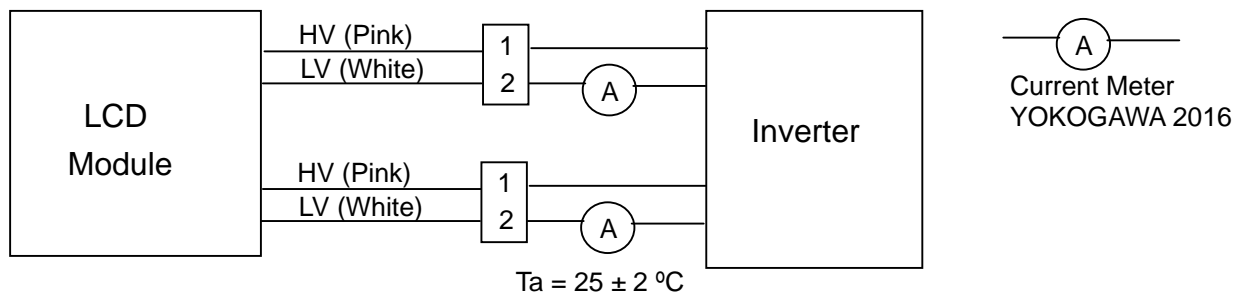 HV (Pink)
1
LV (White)
2
A
A
Current Meter
YOKOGAWA 2016
LCD
Module
Inverter
HV (Pink)
1
LV (White)
2
A
Ta = 25 ± 2 ºC